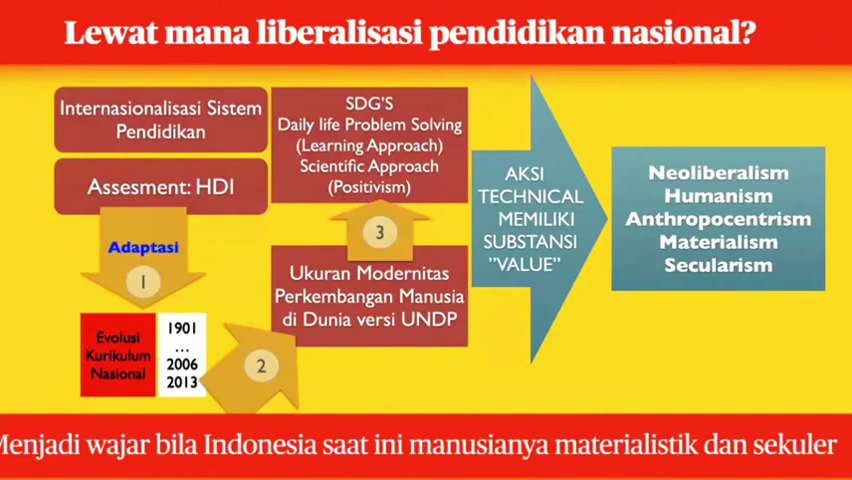 Lewat mana liberalisasi pendidikan nasional?
Internasionalisasi Sistem
Pendidikan
Assesment: HDI
Adaptasi
1
Evolusi
Kurikulum
Nasional
1901
...
2006
2013
2
SDG'S
Daily life Problem Solving
(Learning Approach)
Scientific Approach
(Positivism)
3
Ukuran Modernitas
Perkembangan Manusia
di Dunia versi UNDP
AKSI
TECHNICAL
MEMILIKI
SUBSTANSI
"VALUE"
Neoliberalism
Humanism
Anthropocentrism
Materialism
Secularism
Menjadi wajar bila Indonesia saat ini manusianya materialistik dan sekuler